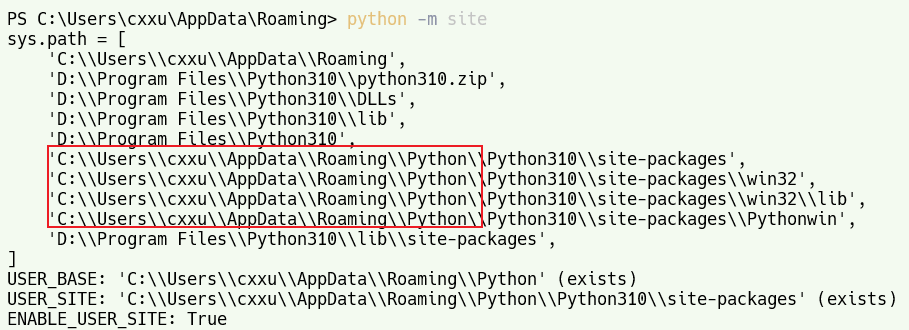 PS C:\Users\cxxu\AppData\Roaming> python -m site
sys.path = [
    'C:\\Users\\cxxu\\AppData\\Roaming',
    'D:\\Program Files\\Python310\\python310.zip',
    'D:\\Program Files\\Python310\\DLLs',
    'D:\\Program Files\\Python310\\lib',
    'D:\\Program Files\\Python310',
    'C:\\Users\\cxxu\\AppData\\Roaming\\Python\\Python310\\site-packages',
    'C:\\Users\\cxxu\\AppData\\Roaming\\Python\\Python310\\site-packages\\win32',
    'C:\\Users\\cxxu\\AppData\\Roaming\\Python\\Python310\\site-packages\\win32\\lib',
    'C:\\Users\\cxxu\\AppData\\Roaming\\Python\\Python310\\site-packages\\Pythonwin',
    'D:\\Program Files\\Python310\\lib\\site-packages',
]
USER_BASE: 'C:\\Users\\cxxu\\AppData\\Roaming\\Python' (exists)
USER_SITE: 'C:\\Users\\cxxu\\AppData\\Roaming\\Python\\Python310\\site-packages' (exists)
ENABLE_USER_SITE: True